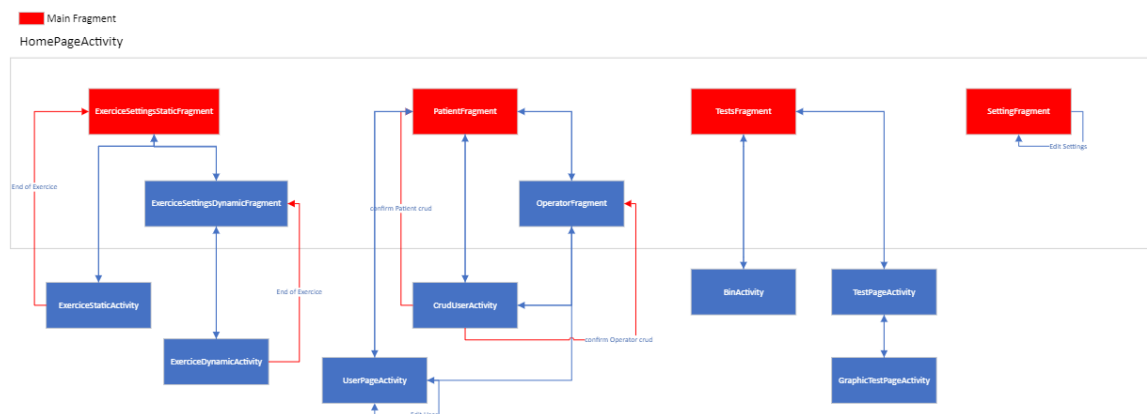 Main Fragment
HomePageActivity
ExerciceSettingsStaticFragment
PatientFragment
TestsFragment
SettingFragment
Edit Settings
End of Exercice
ExerciceSettingsDynamicFragment
confirm Patient crud
OperatorFragment
ExerciceStaticActivity
End of Exercice
CrudUserActivity
BinActivity
TestPageActivity
confirm Operator crud
ExerciceDynamicActivity
UserPageActivity
GraphicTestPageActivity